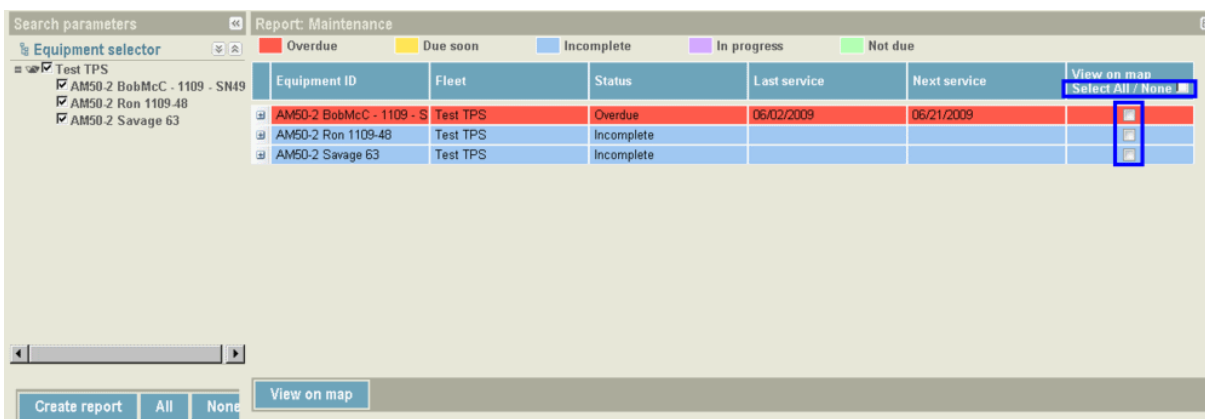 Search parameters
Equipment selector
Test TPS
AM50-2 BobMcC - 1109 - SN49
AM50-2 Ron 1109-48
AM50-2 Savage 63
Create report All None
Report: Maintenance
Overdue Due soon Incomplete In progress Not due
Equipment ID Fleet Status Last service Next service View on map
Select All / None
AM50-2 BobMcC - 1109 - S Test TPS Overdue 06/02/2009 06/21/2009
AM50-2 Ron 1109-48 Test TPS Incomplete
AM50-2 Savage 63 Test TPS Incomplete
View on map